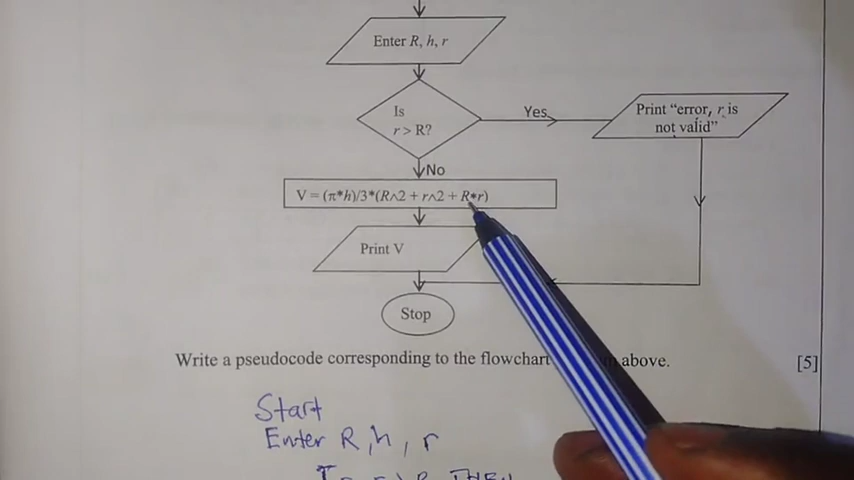 Enter R, h, r
Is
r > R?
Yes
Print "error, r is
not valid"
No
V = (π*h)/3*(R^2 + r^2 + R*r)
Print V
Stop
Write a pseudocode corresponding to the flowchart above. [5]
Start
Enter R, h, r
THEN